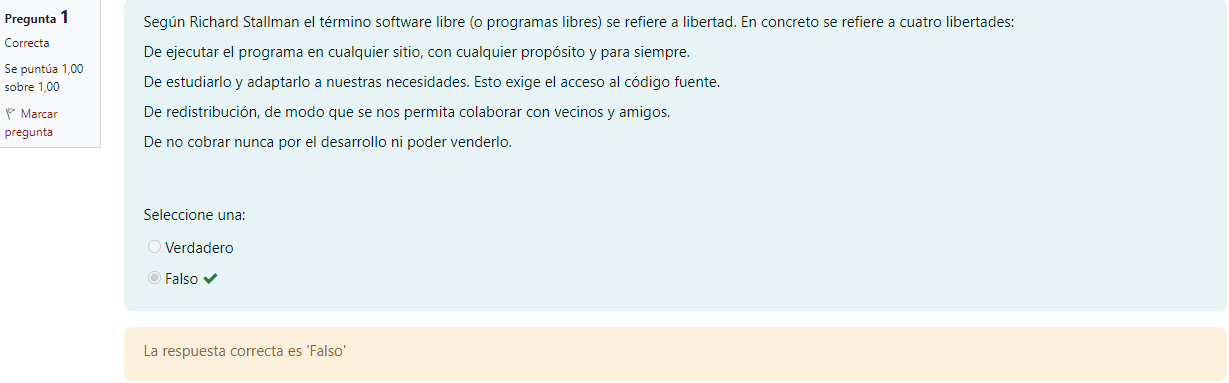 Pregunta 1
Correcta
Se puntúa 1,00
sobre 1,00
Marcar
pregunta
Según Richard Stallman el término software libre (o programas libres) se refiere a libertad. En concreto se refiere a cuatro libertades:
De ejecutar el programa en cualquier sitio, con cualquier propósito y para siempre.
De estudiarlo y adaptarlo a nuestras necesidades. Esto exige el acceso al código fuente.
De redistribución, de modo que se nos permita colaborar con vecinos y amigos.
De no cobrar nunca por el desarrollo ni poder venderlo.
Seleccione una:
Verdadero
Falso
La respuesta correcta es 'Falso'